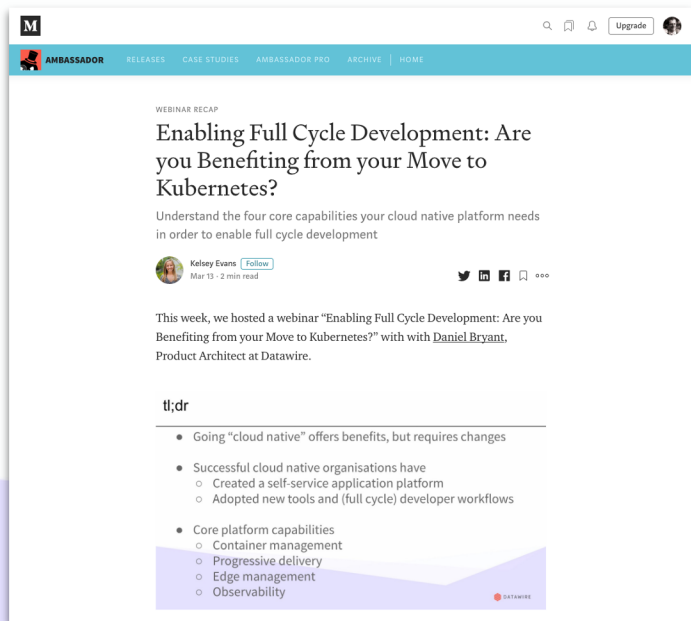 M
Upgrade
AMBASSADOR RELEASES CASE STUDIES AMBASSADOR PRO ARCHIVE HOME
WEBINAR RECAP
Enabling Full Cycle Development: Are
you Benefiting from your Move to
Kubernetes?
Understand the four core capabilities your cloud native platform needs
in order to enable full cycle development
Kelsey Evans Follow
Mar 13 · 2 min read
This week, we hosted a webinar “Enabling Full Cycle Development: Are you
Benefiting from your Move to Kubernetes?” with with Daniel Bryant,
Product Architect at Datawire.
tl;dr
● Going “cloud native” offers benefits, but requires changes
● Successful cloud native organisations have
○ Created a self-service application platform
○ Adopted new tools and (full cycle) developer workflows
● Core platform capabilities
○ Container management
○ Progressive delivery
○ Edge management
○ Observability
DATAWIRE